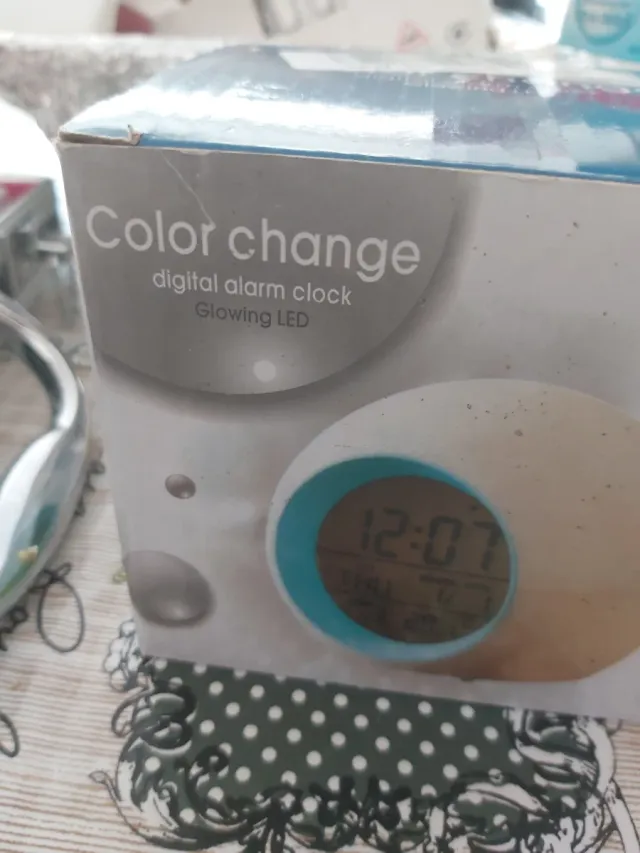 Color change
digital alarm clock
Glowing LED
12:07